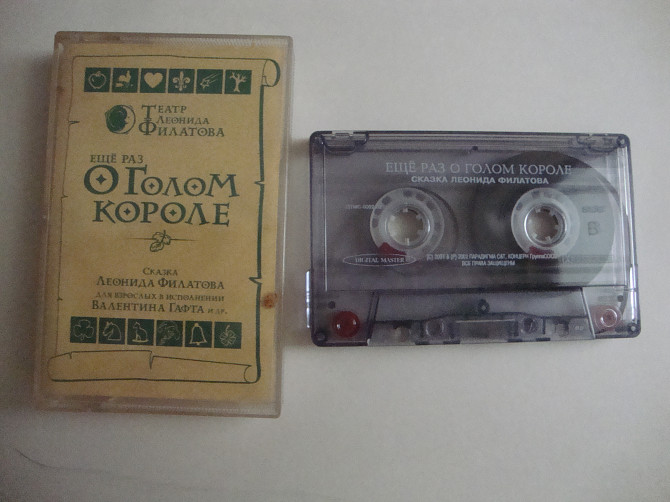 Театр
Леонида
Филатова
ЕЩЁ РАЗ
О ГОЛОМ
КОРОЛЕ
Сказка
Леонида Филатова
для взрослых в исполнении
Валентина Гафта и др.
ЕЩЁ РАЗ О ГОЛОМ КОРОЛЕ
СКАЗКА ЛЕОНИДА ФИЛАТОВА
DIGITAL MASTER
ВСЕ ПРАВА ЗАЩИЩЕНЫ